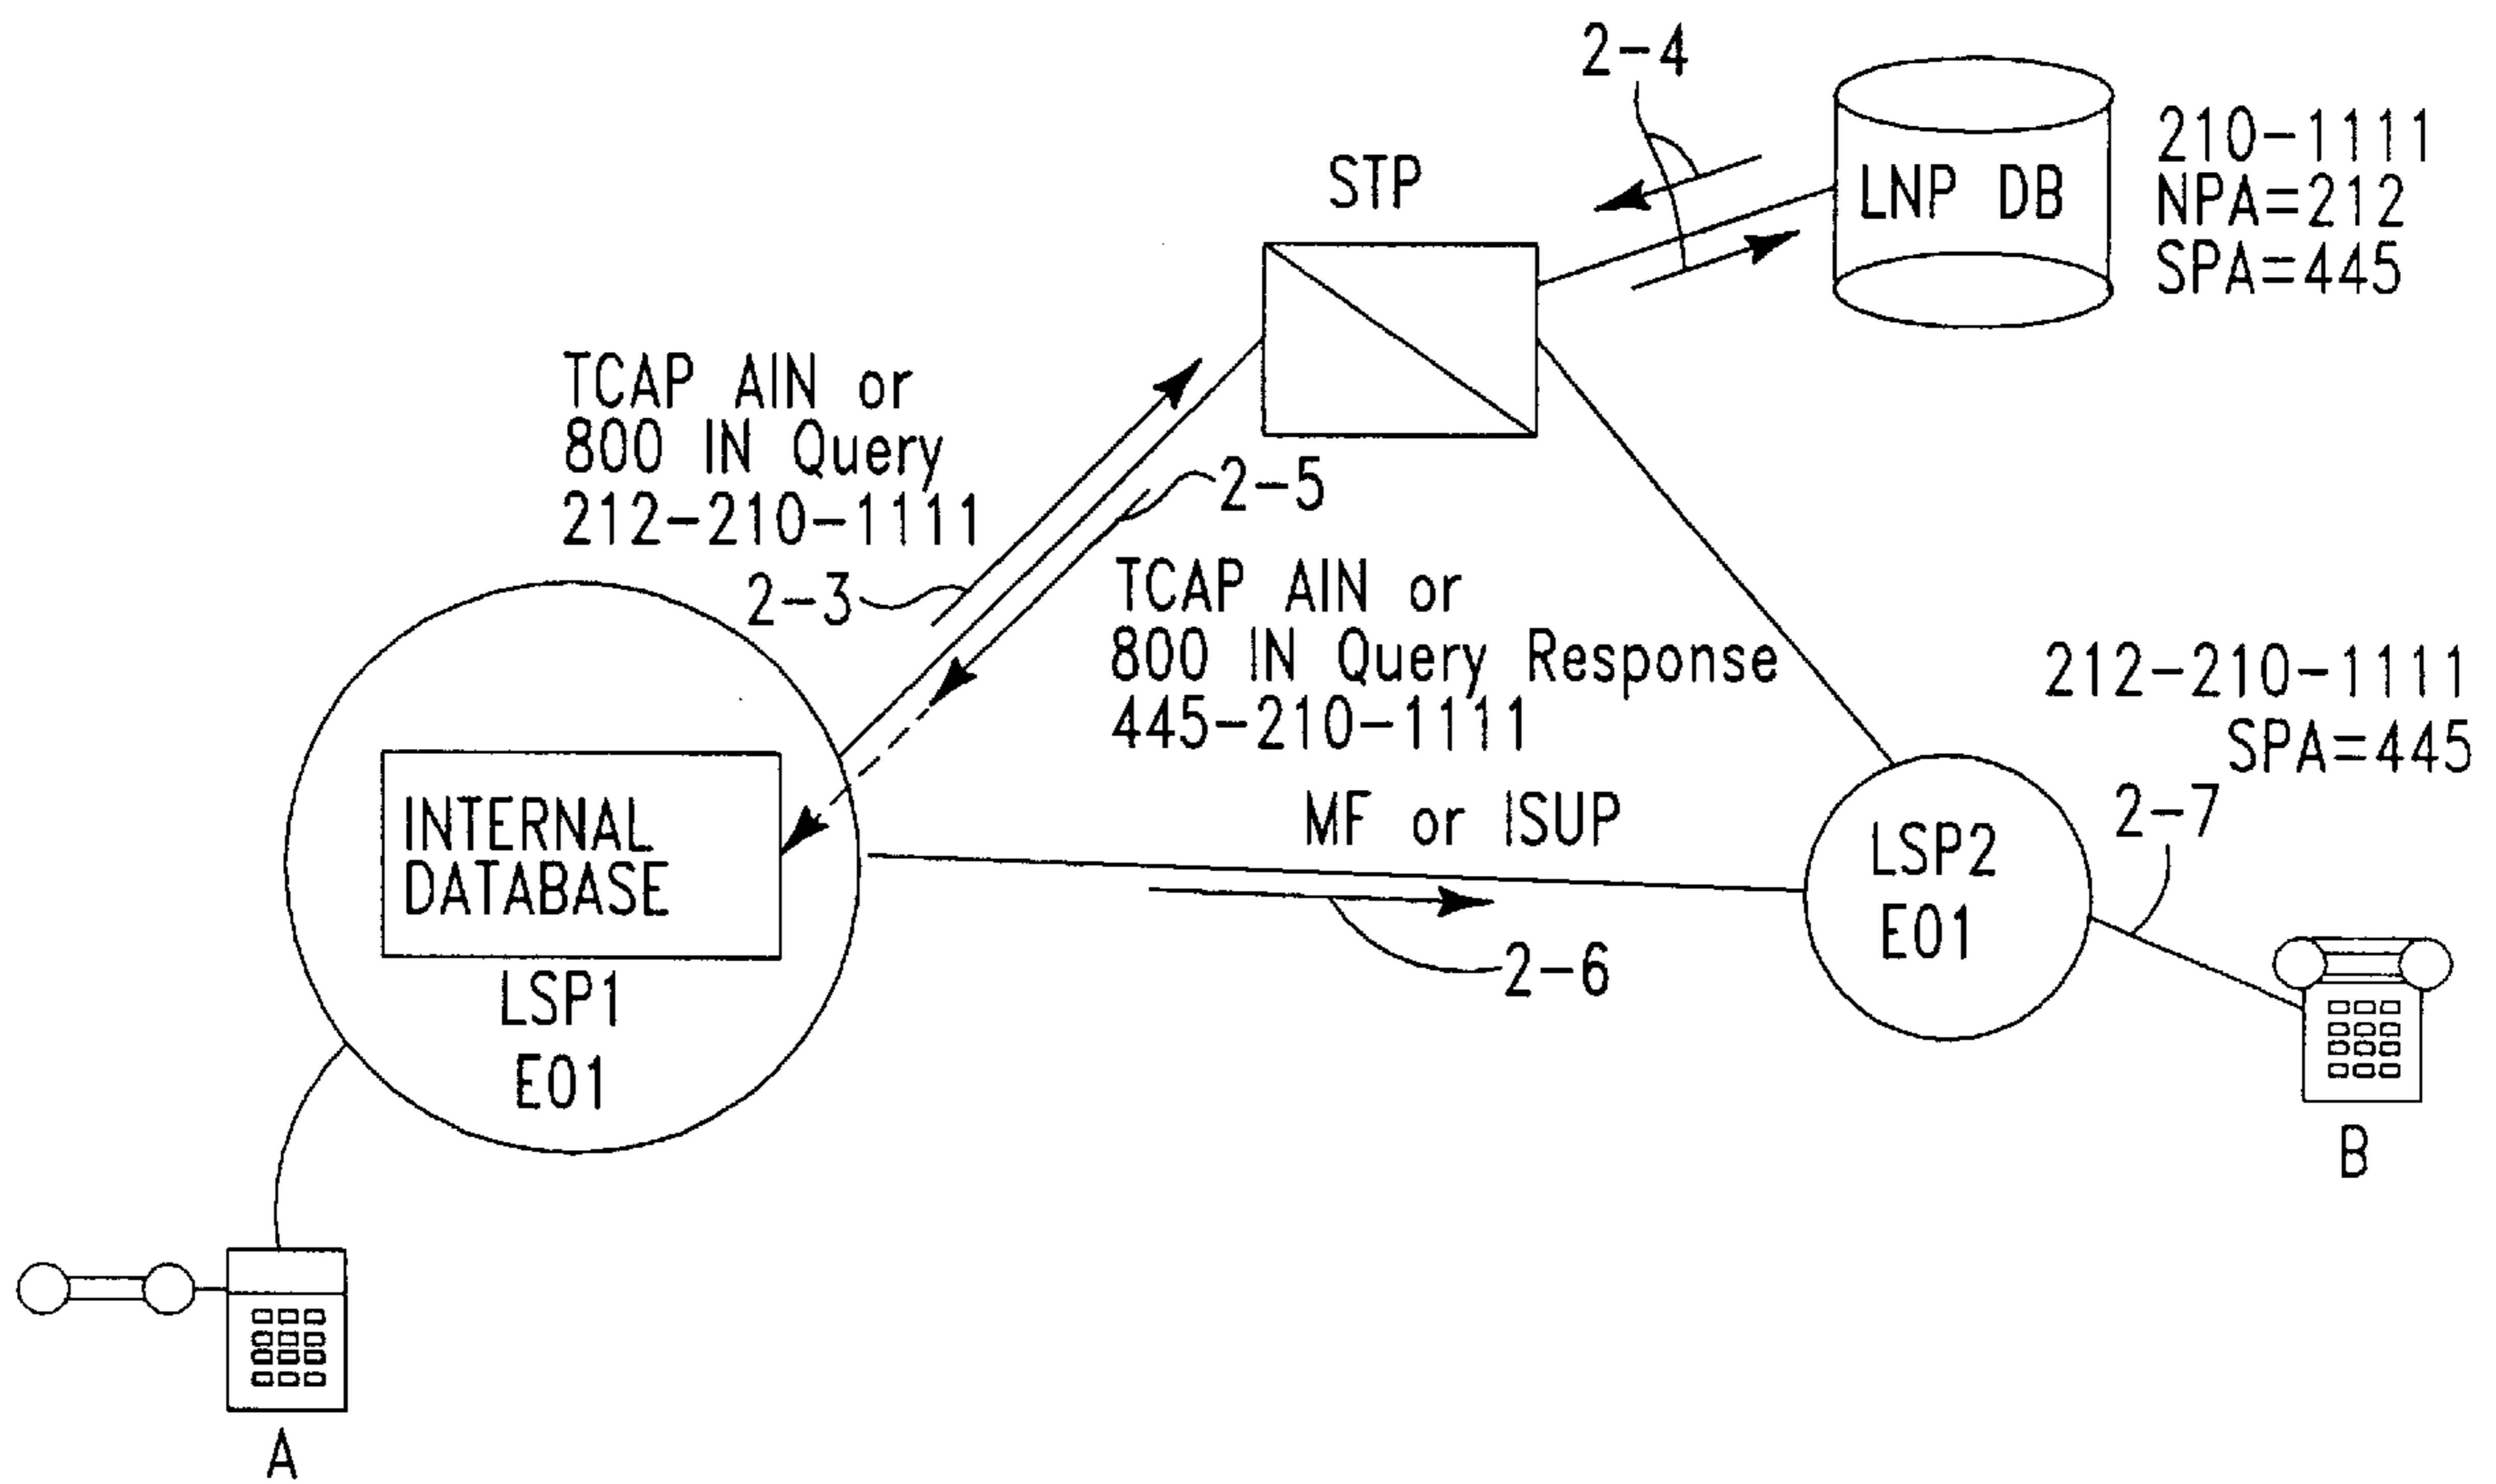 2-4
LNP DB
210-1111
NPA=212
SPA=445
STP
TCAP AIN or
800 IN Query
212-210-1111
2-3
2-5
TCAP AIN or
800 IN Query Response
445-210-1111
212-210-1111
SPA=445
2-7
MF or ISUP
INTERNAL
DATABASE
LSP1
EO1
LSP2
EO1
2-6
B
A